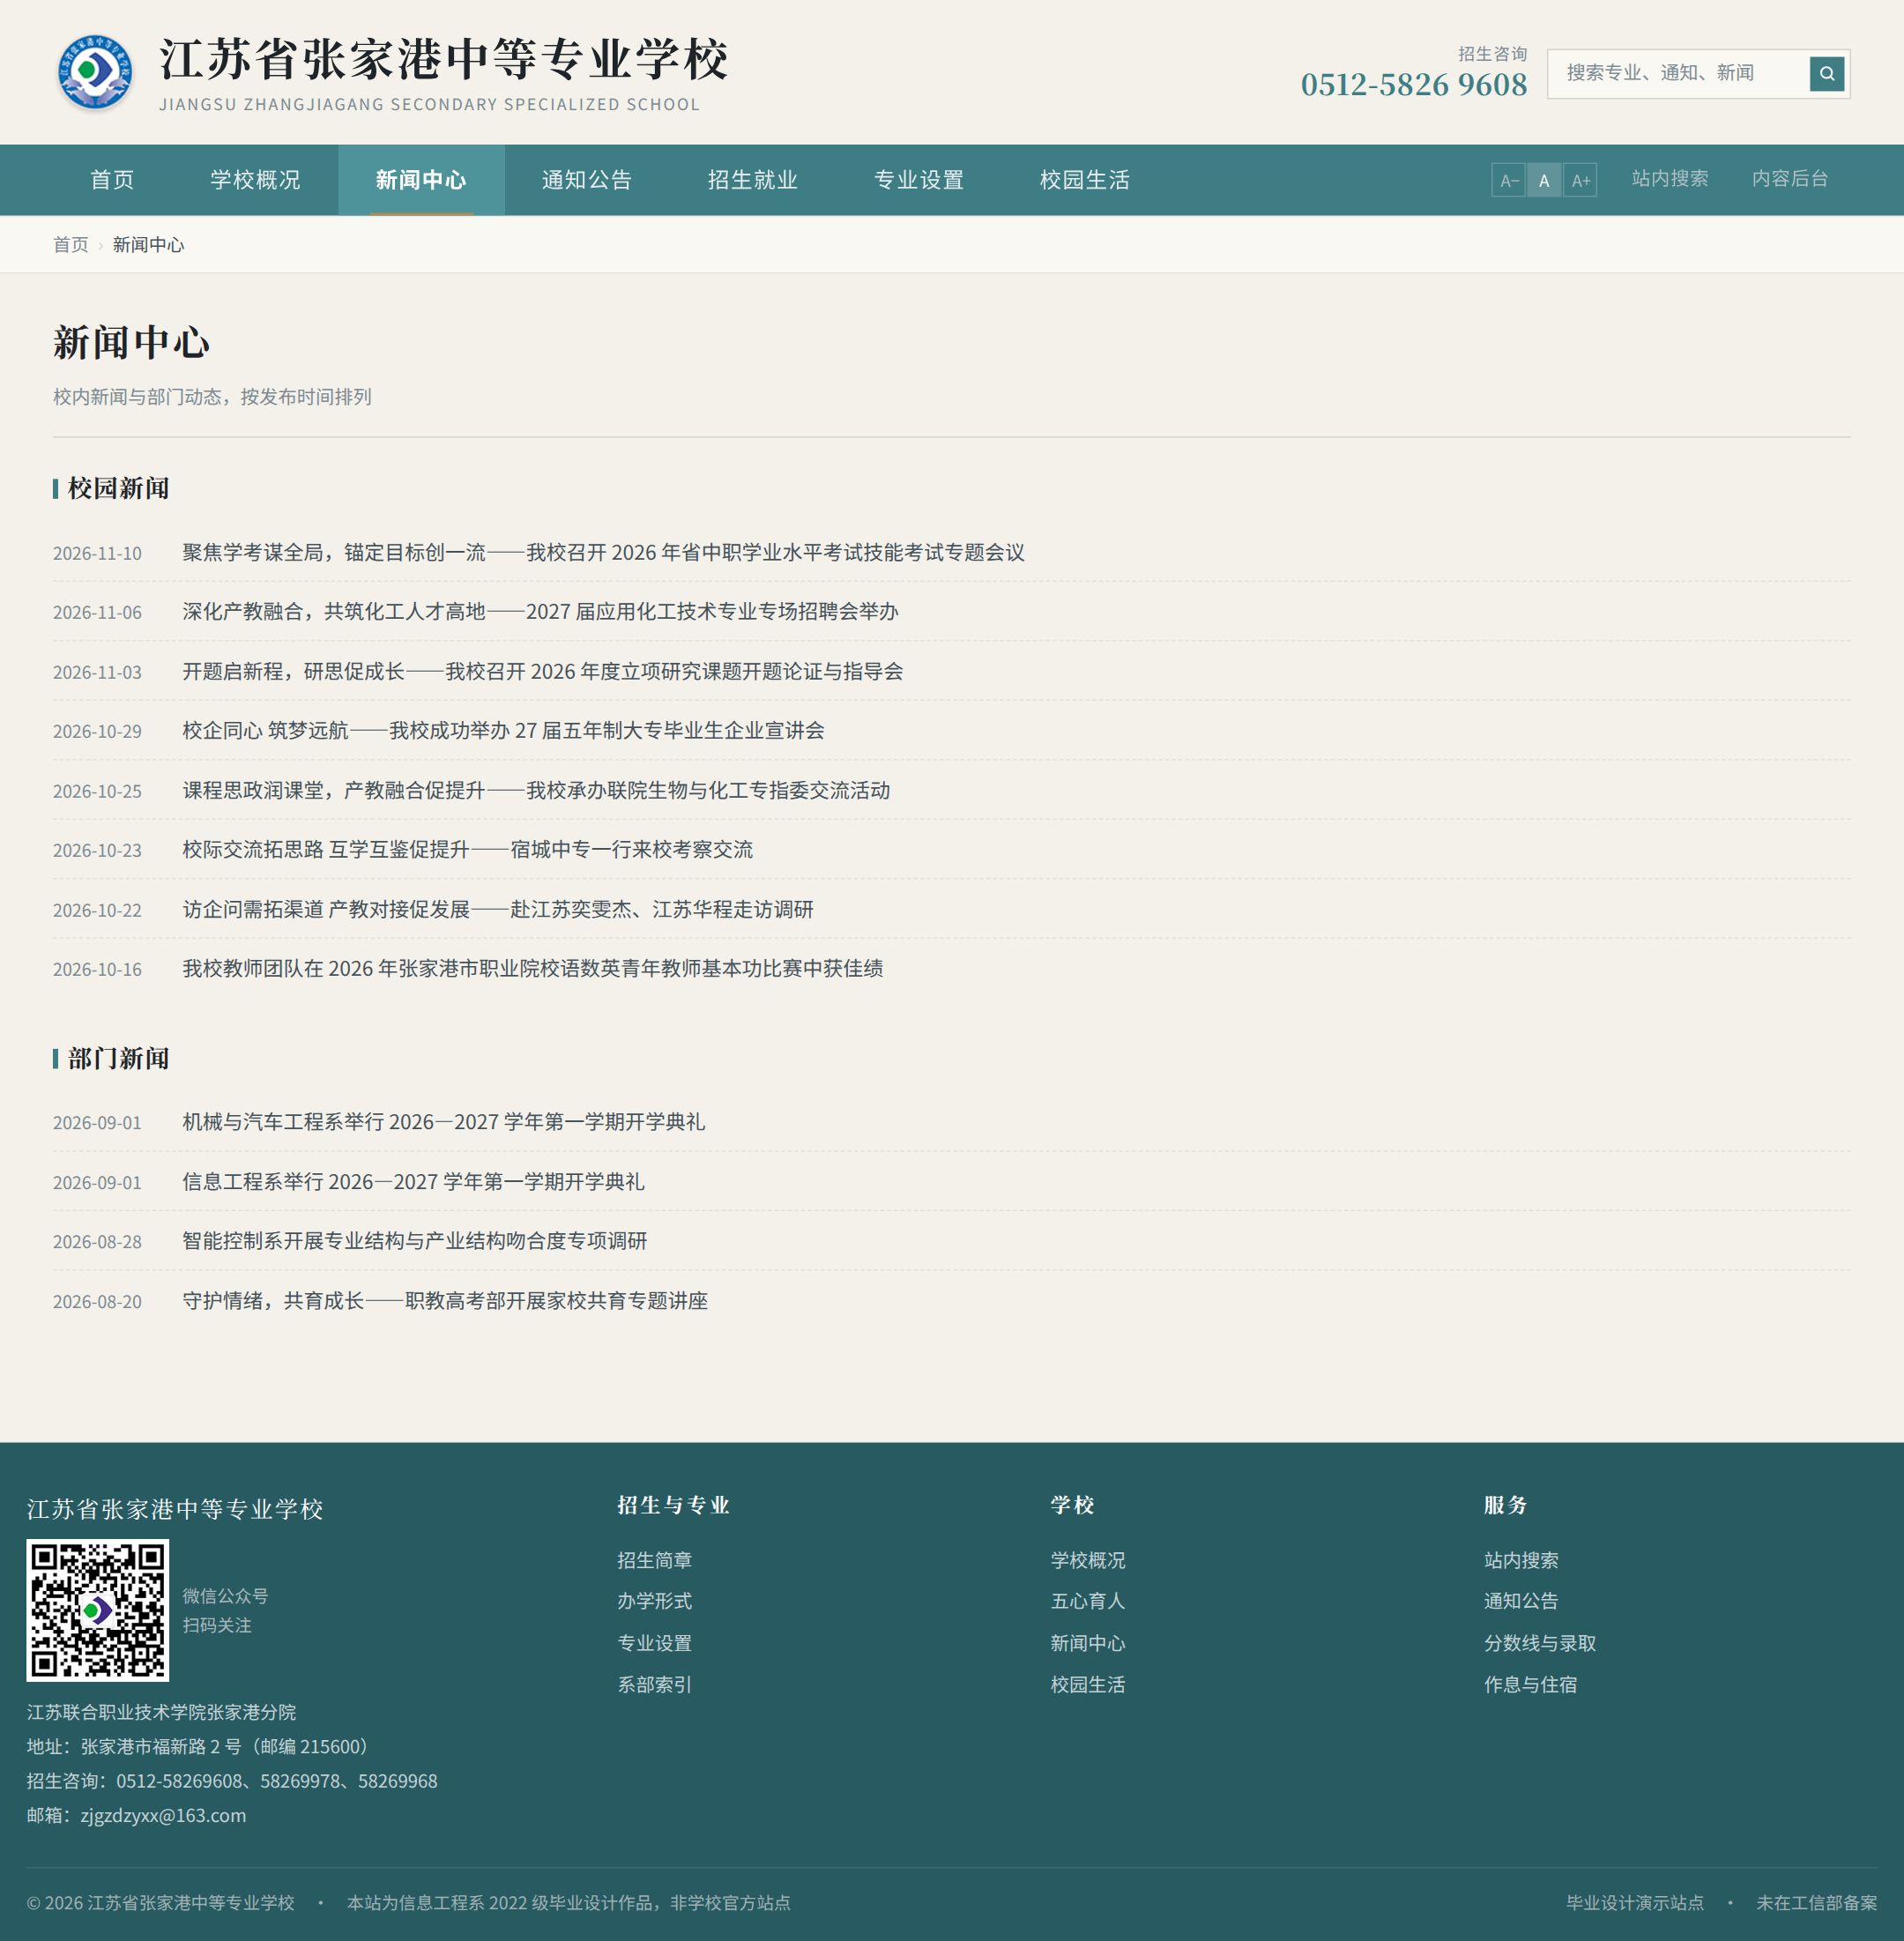 江苏省张家港中等专业学校
JIANGSU ZHANGJIAGANG SECONDARY SPECIALIZED SCHOOL
招生咨询
0512-5826 9608
搜索专业、通知、新闻
首页 学校概况 新闻中心 通知公告 招生就业 专业设置 校园生活 A− A A+ 站内搜索 内容后台
首页 › 新闻中心
新闻中心
校内新闻与部门动态，按发布时间排列
校园新闻
2026-11-10 聚焦学考谋全局，锚定目标创一流——我校召开 2026 年省中职学业水平考试技能考试专题会议
2026-11-06 深化产教融合，共筑化工人才高地——2027 届应用化工技术专业专场招聘会举办
2026-11-03 开题启新程，研思促成长——我校召开 2026 年度立项研究课题开题论证与指导会
2026-10-29 校企同心 筑梦远航——我校成功举办 27 届五年制大专毕业生企业宣讲会
2026-10-25 课程思政润课堂，产教融合促提升——我校承办联院生物与化工专指委交流活动
2026-10-23 校际交流拓思路 互学互鉴促提升——宿城中专一行来校考察交流
2026-10-22 访企问需拓渠道 产教对接促发展——赴江苏奕雯杰、江苏华程走访调研
2026-10-16 我校教师团队在 2026 年张家港市职业院校语数英青年教师基本功比赛中获佳绩
部门新闻
2026-09-01 机械与汽车工程系举行 2026—2027 学年第一学期开学典礼
2026-09-01 信息工程系举行 2026—2027 学年第一学期开学典礼
2026-08-28 智能控制系开展专业结构与产业结构吻合度专项调研
2026-08-20 守护情绪，共育成长——职教高考部开展家校共育专题讲座
江苏省张家港中等专业学校
微信公众号
扫码关注
江苏联合职业技术学院张家港分院
地址：张家港市福新路 2 号（邮编 215600）
招生咨询：0512-58269608、58269978、58269968
邮箱：zjgzdzyxx@163.com
招生与专业
招生简章
办学形式
专业设置
系部索引
学校
学校概况
五心育人
新闻中心
校园生活
服务
站内搜索
通知公告
分数线与录取
作息与住宿
© 2026 江苏省张家港中等专业学校 • 本站为信息工程系 2022 级毕业设计作品，非学校官方站点
毕业设计演示站点 • 未在工信部备案